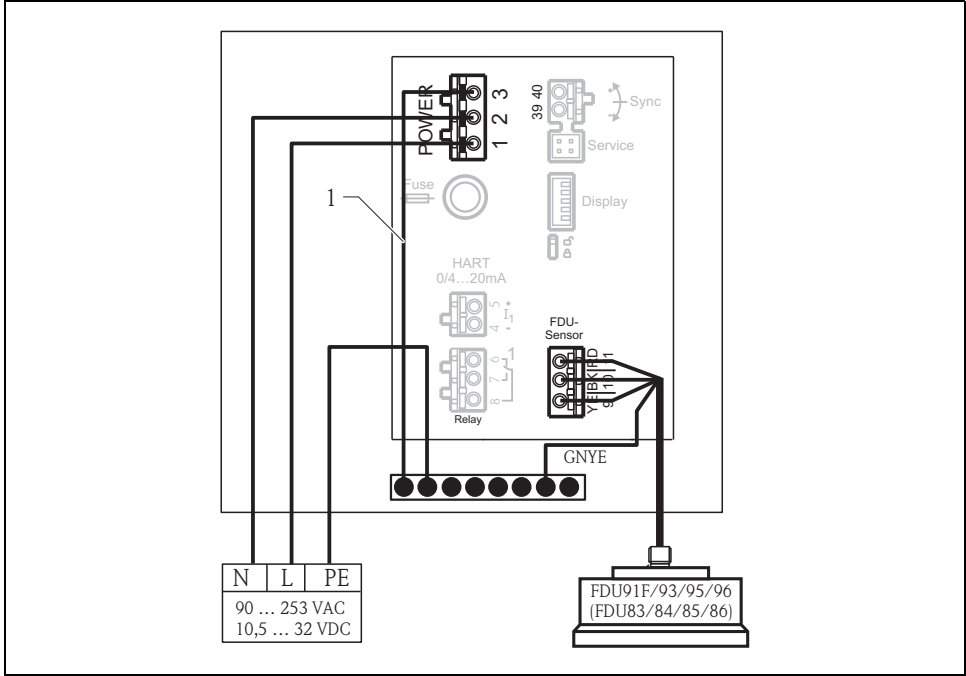 POWER
1 2 3
39 40
Sync
Service
Fuse
Display
1
HART
0/4…20mA
4 5
I1
+
-
FDU-
Sensor
YE|BK|RD
9 |10|11
1
6
7
8
Relay
GNYE
N L PE
90 … 253 VAC
10,5 … 32 VDC
FDU91F/93/95/96
(FDU83/84/85/86)